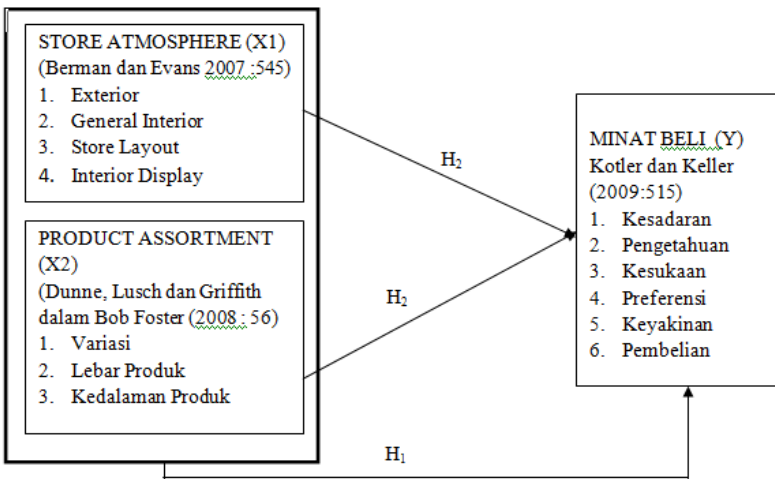 STORE ATMOSPHERE (X1)
(Berman dan Evans 2007 :545)
1. Exterior
2. General Interior
3. Store Layout
4. Interior Display
PRODUCT ASSORTMENT
(X2)
(Dunne, Lusch dan Griffith
dalam Bob Foster (2008 : 56)
1. Variasi
2. Lebar Produk
3. Kedalaman Produk
H₂
H₂
H₁
MINAT BELI (Y)
Kotler dan Keller
(2009:515)
1. Kesadaran
2. Pengetahuan
3. Kesukaan
4. Preferensi
5. Keyakinan
6. Pembelian